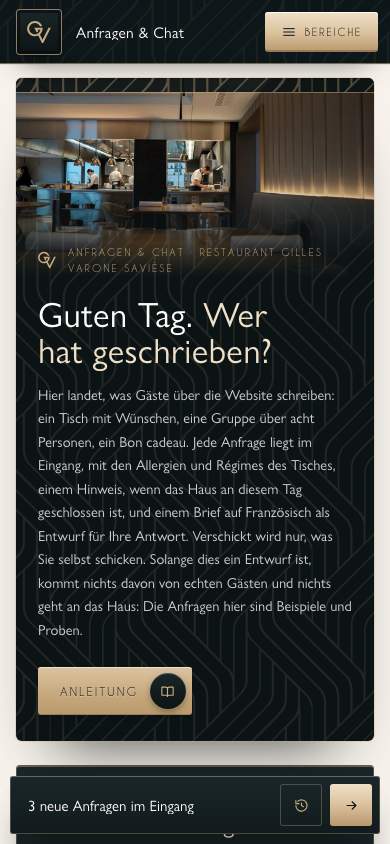 GV
Anfragen & Chat
BEREICHE
GV
ANFRAGEN & CHAT · RESTAURANT GILLES
VARONE SAVIÈSE
Guten Tag. Wer
hat geschrieben?
Hier landet, was Gäste über die Website schreiben:
ein Tisch mit Wünschen, eine Gruppe über acht
Personen, ein Bon cadeau. Jede Anfrage liegt im
Eingang, mit den Allergien und Régimes des Tisches,
einem Hinweis, wenn das Haus an diesem Tag
geschlossen ist, und einem Brief auf Französisch als
Entwurf für Ihre Antwort. Verschickt wird nur, was
Sie selbst schicken. Solange dies ein Entwurf ist,
kommt nichts davon von echten Gästen und nichts
geht an das Haus: Die Anfragen hier sind Beispiele und
Proben.
ANLEITUNG
3 neue Anfragen im Eingang